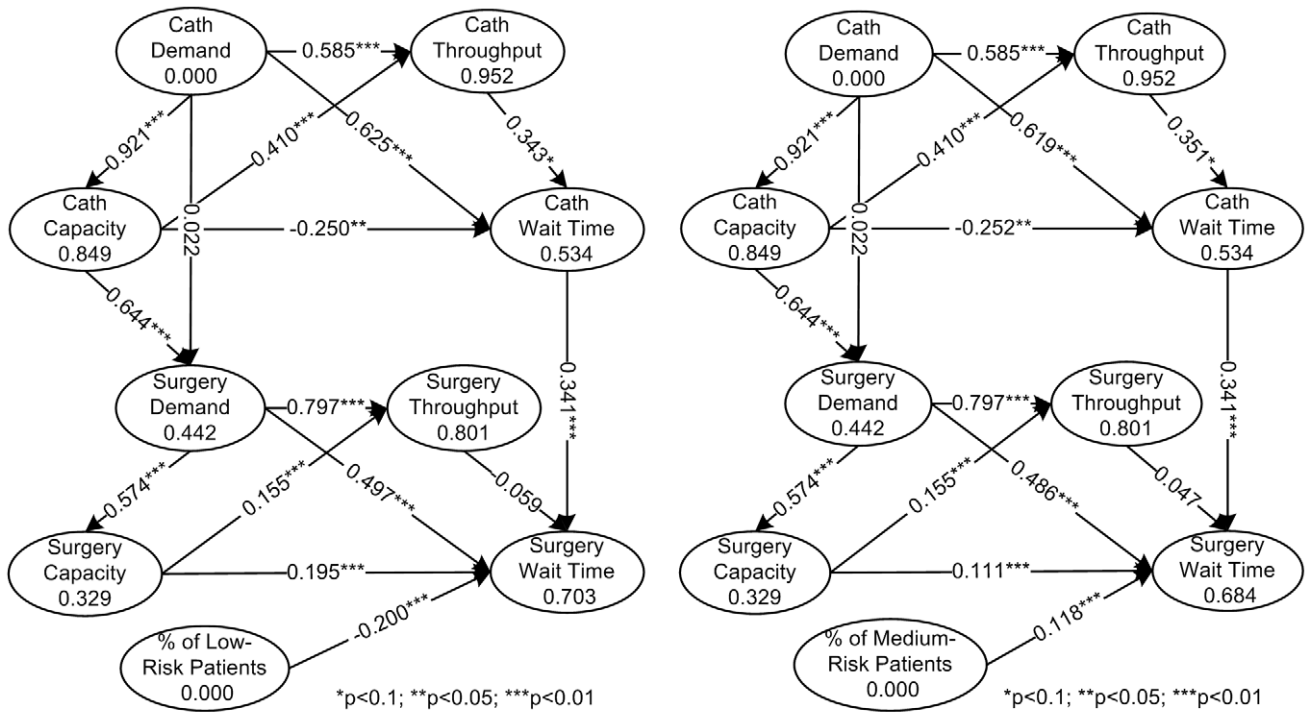 Cath
Demand
0.000
0.585***
Cath
Throughput
0.952
0.921***
0.410***
0.625***
0.343*
Cath
Capacity
0.849
0.022
-0.250**
Cath
Wait Time
0.534
0.644***
0.341***
Surgery
Demand
0.442
0.797***
Surgery
Throughput
0.801
0.574***
0.155***
0.497***
0.059
Surgery
Capacity
0.329
0.195***
Surgery
Wait Time
0.703
-0.200***
% of Low-
Risk Patients
0.000
*p<0.1; **p<0.05; ***p<0.01
Cath
Demand
0.000
0.585***
Cath
Throughput
0.952
0.921***
0.410***
0.619***
0.351*
Cath
Capacity
0.849
0.022
-0.252**
Cath
Wait Time
0.534
0.644***
0.341***
Surgery
Demand
0.442
0.797***
Surgery
Throughput
0.801
0.574***
0.155***
0.486***
0.047
Surgery
Capacity
0.329
0.111***
Surgery
Wait Time
0.684
0.118***
% of Medium-
Risk Patients
0.000
*p<0.1; **p<0.05; ***p<0.01